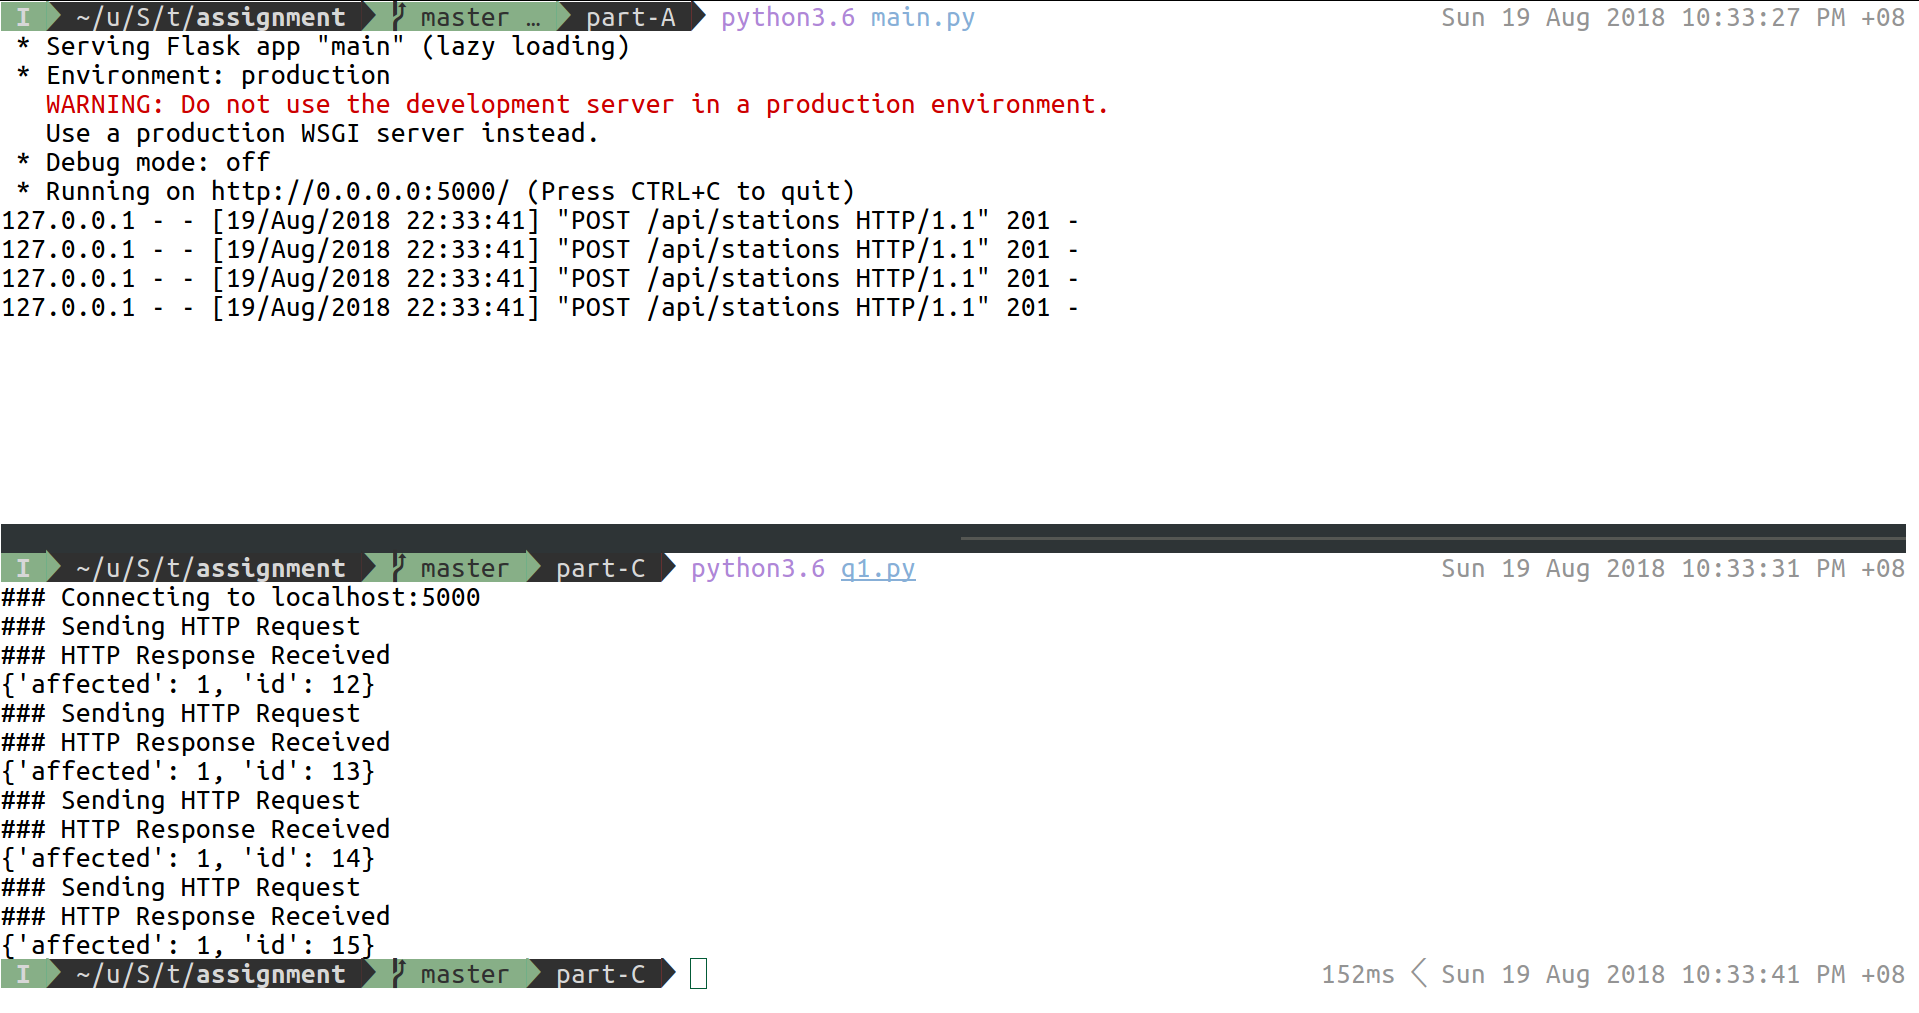 I ~/u/S/t/assignment master … part-A python3.6 main.py Sun 19 Aug 2018 10:33:27 PM +08
 * Serving Flask app "main" (lazy loading)
 * Environment: production
   WARNING: Do not use the development server in a production environment.
   Use a production WSGI server instead.
 * Debug mode: off
 * Running on http://0.0.0.0:5000/ (Press CTRL+C to quit)
127.0.0.1 - - [19/Aug/2018 22:33:41] "POST /api/stations HTTP/1.1" 201 -
127.0.0.1 - - [19/Aug/2018 22:33:41] "POST /api/stations HTTP/1.1" 201 -
127.0.0.1 - - [19/Aug/2018 22:33:41] "POST /api/stations HTTP/1.1" 201 -
127.0.0.1 - - [19/Aug/2018 22:33:41] "POST /api/stations HTTP/1.1" 201 -
I ~/u/S/t/assignment master part-C python3.6 q1.py Sun 19 Aug 2018 10:33:31 PM +08
### Connecting to localhost:5000
### Sending HTTP Request
### HTTP Response Received
{'affected': 1, 'id': 12}
### Sending HTTP Request
### HTTP Response Received
{'affected': 1, 'id': 13}
### Sending HTTP Request
### HTTP Response Received
{'affected': 1, 'id': 14}
### Sending HTTP Request
### HTTP Response Received
{'affected': 1, 'id': 15}
I ~/u/S/t/assignment master part-C 152ms Sun 19 Aug 2018 10:33:41 PM +08